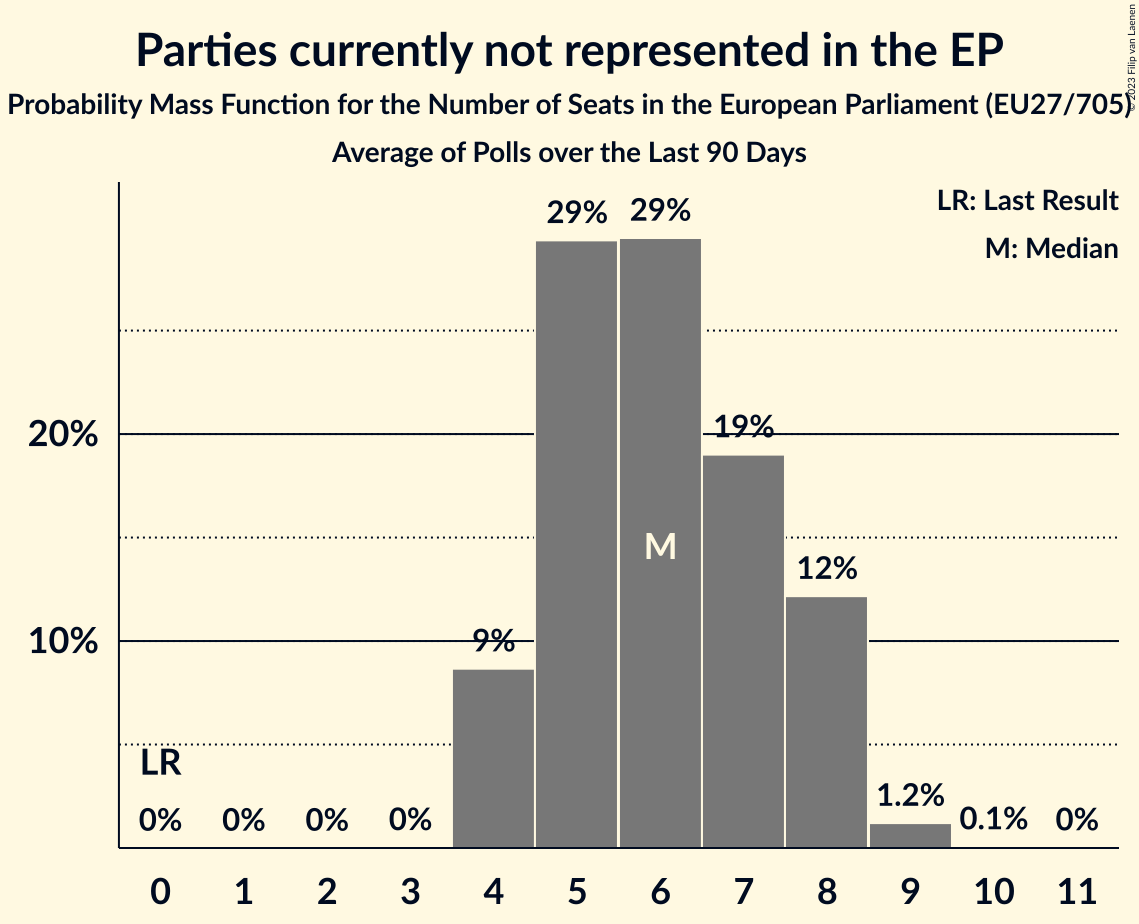 Parties currently not represented in the EP
Probability Mass Function for the Number of Seats in the European Parliament (EU27/705)
Average of Polls over the Last 90 Days
© 2023 Filip van Laenen
LR: Last Result
M: Median
29% 29%
20%
19%
M
12%
10%
9%
LR
0% 0% 0% 0% 1.2% 0.1% 0%
0 1 2 3 4 5 6 7 8 9 10 11